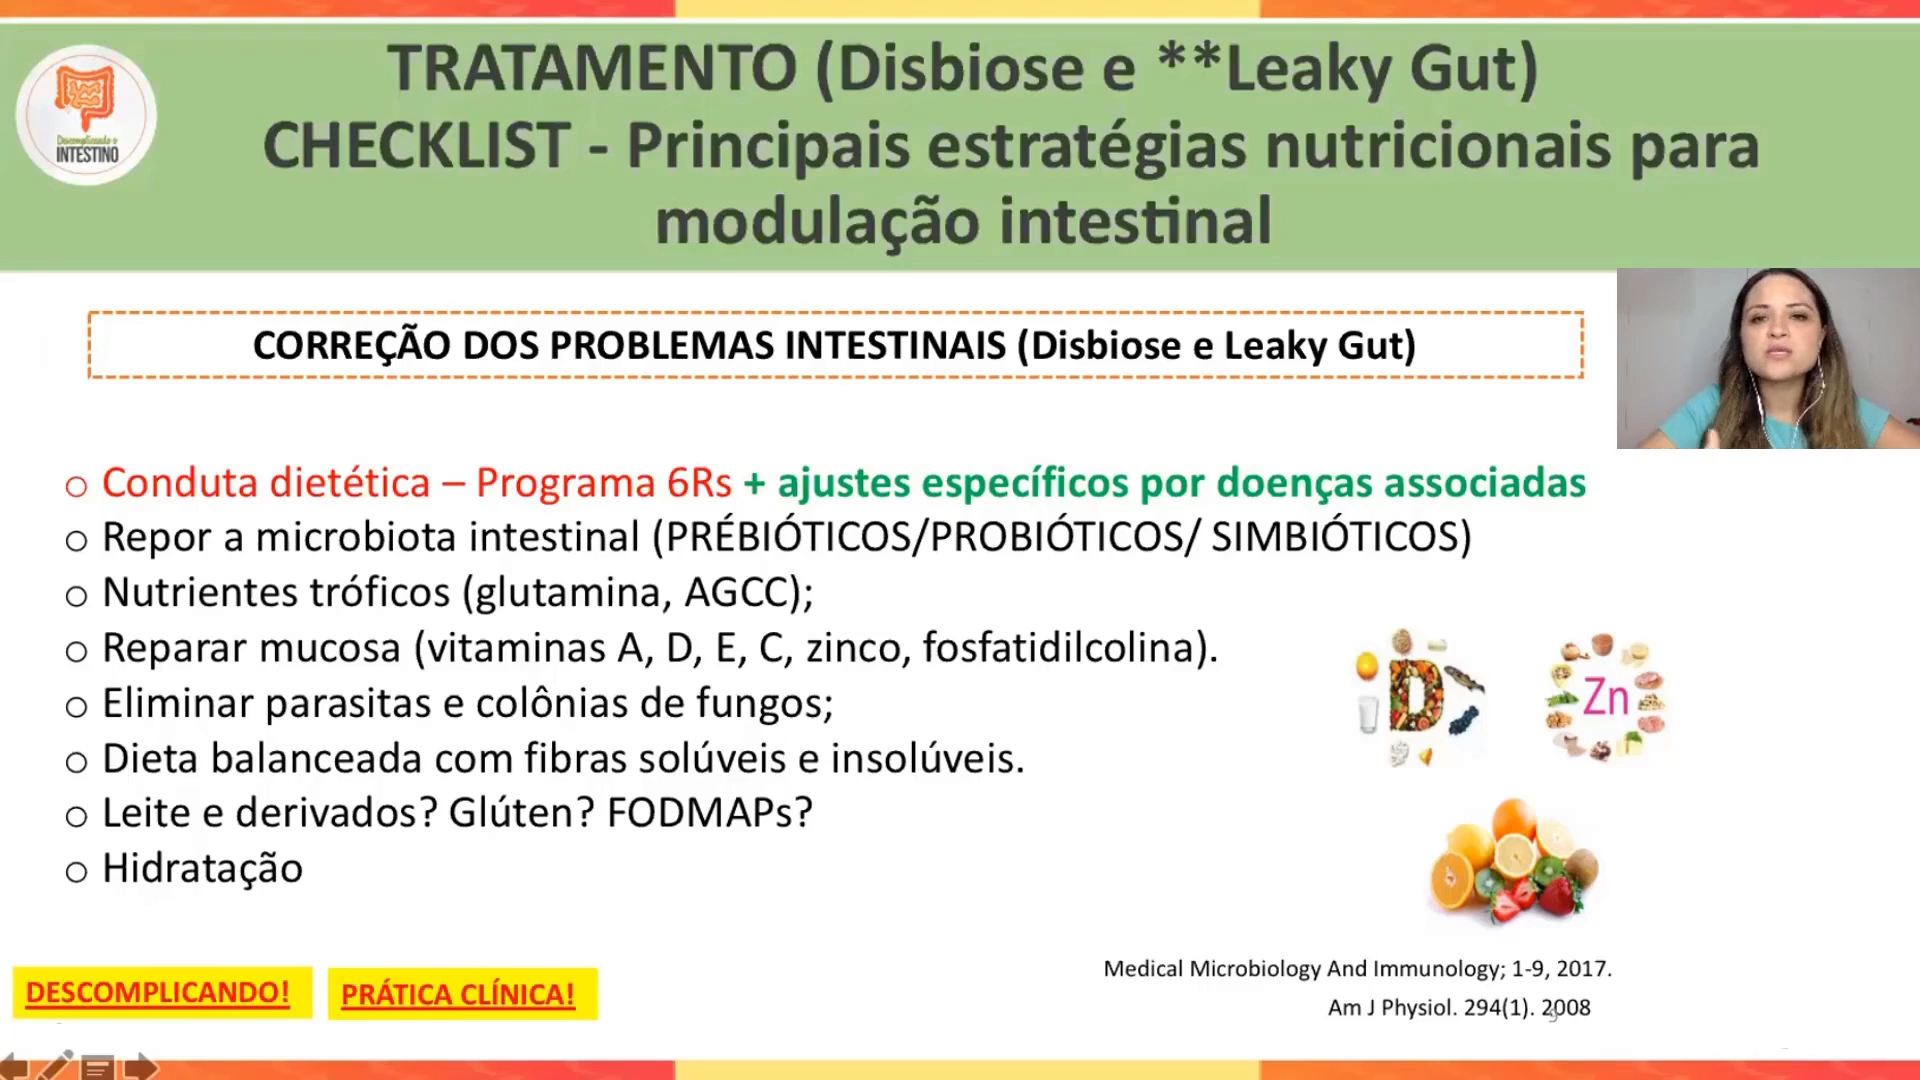 TRATAMENTO (Disbiose e **Leaky Gut)
CHECKLIST - Principais estratégias nutricionais para
modulação intestinal
Descomplicando o
INTESTINO
CORREÇÃO DOS PROBLEMAS INTESTINAIS (Disbiose e Leaky Gut)
o Conduta dietética – Programa 6Rs + ajustes específicos por doenças associadas
o Repor a microbiota intestinal (PRÉBIÓTICOS/PROBIÓTICOS/ SIMBIÓTICOS)
o Nutrientes tróficos (glutamina, AGCC);
o Reparar mucosa (vitaminas A, D, E, C, zinco, fosfatidilcolina).
o Eliminar parasitas e colônias de fungos;
o Dieta balanceada com fibras solúveis e insolúveis.
o Leite e derivados? Glúten? FODMAPs?
o Hidratação
D
Zn
Medical Microbiology And Immunology; 1-9, 2017.
Am J Physiol. 294(1). 2008
9
DESCOMPLICANDO!
PRÁTICA CLÍNICA!